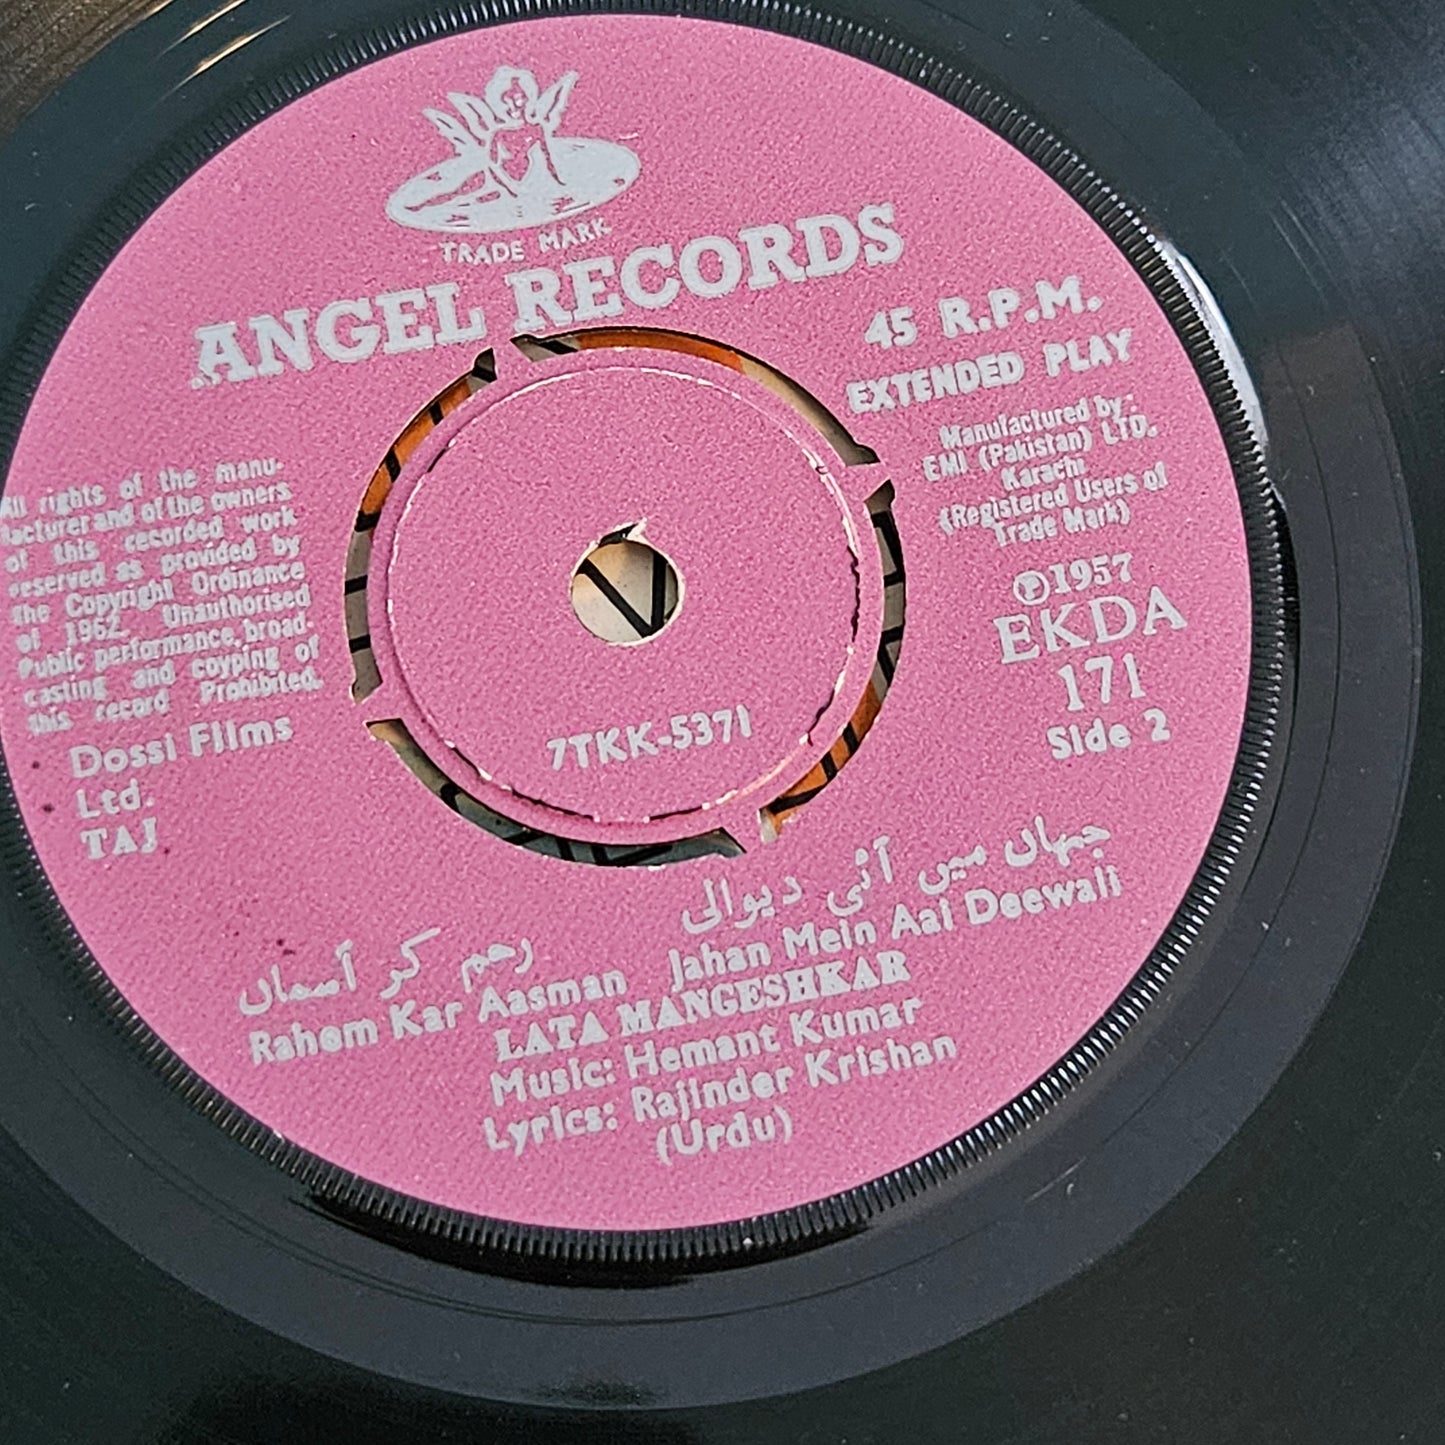 TRADE MARK
ANGEL RECORDS
45 R.P.M.
EXTENDED PLAY
Manufactured by:
EMI (Pakistan) LTD.
Karachi
(Registered Users of
Trade Mark)
℗1957
EKDA
171
Side 2
All rights of the manu-
facturer and of the owners
of this recorded work
reserved as provided by
the Copyright Ordinance
of 1962. Unauthorised
Public performance, broad-
casting and coyping of
this record Prohibited.
Dossi Films
Ltd.
TAJ
7TKK-5371
جہاں میں آئی دیوالی
Jahan Mein Aai Deewali
رحم کر آسماں
Rahem Kar Aasman
LATA MANGESHKAR
Music: Hemant Kumar
Lyrics: Rajinder Krishan
(Urdu)